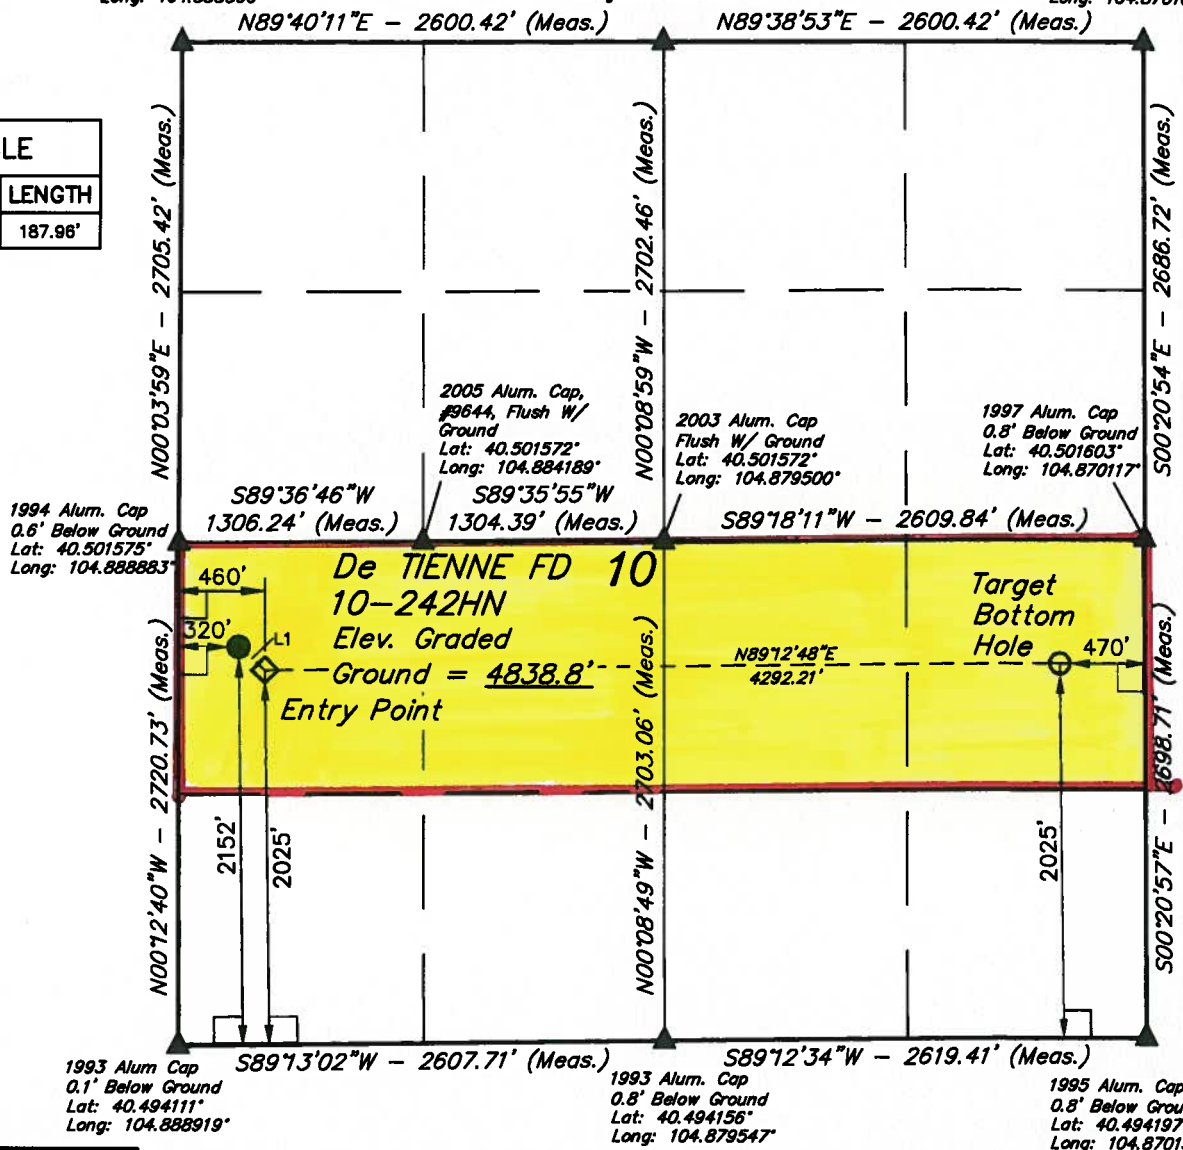 N89°40'11"E - 2600.42' (Meas.)
N89°38'53"E - 2600.42' (Meas.)
LE
LENGTH
187.96'
N00°03'59"E - 2705.42' (Meas.)
N00°08'59"W - 2702.46' (Meas.)
S00°20'54"E - 2686.72' (Meas.)
2005 Alum. Cap,
#9644, Flush W/
Ground
Lat: 40.501572°
Long: 104.884189°
2003 Alum. Cap
Flush W/ Ground
Lat: 40.501572°
Long: 104.879500°
1997 Alum. Cap
0.8' Below Ground
Lat: 40.501603°
Long: 104.870117°
1994 Alum. Cap
0.6' Below Ground
Lat: 40.501575°
Long: 104.888883°
S89°36'46"W
1306.24' (Meas.)
S89°35'55"W
1304.39' (Meas.)
S89°18'11"W - 2609.84' (Meas.)
De TIENNE FD
10-242HN
10
Elev. Graded
Ground = 4838.8'
Entry Point
460'
320'
L1
N89°12'48"E
4292.21'
Target
Bottom
Hole
470'
N00°12'40"W - 2720.73' (Meas.)
N00°08'49"W - 2703.06' (Meas.)
S00°20'57"E - 2698.71' (Meas.)
2152'
2025'
2025'
S89°13'02"W - 2607.71' (Meas.)
S89°12'34"W - 2619.41' (Meas.)
1993 Alum Cap
0.1' Below Ground
Lat: 40.494111°
Long: 104.888919°
1993 Alum. Cap
0.8' Below Ground
Lat: 40.494156°
Long: 104.879547°
1995 Alum. Cap
0.8' Below Grou
Lat: 40.494197